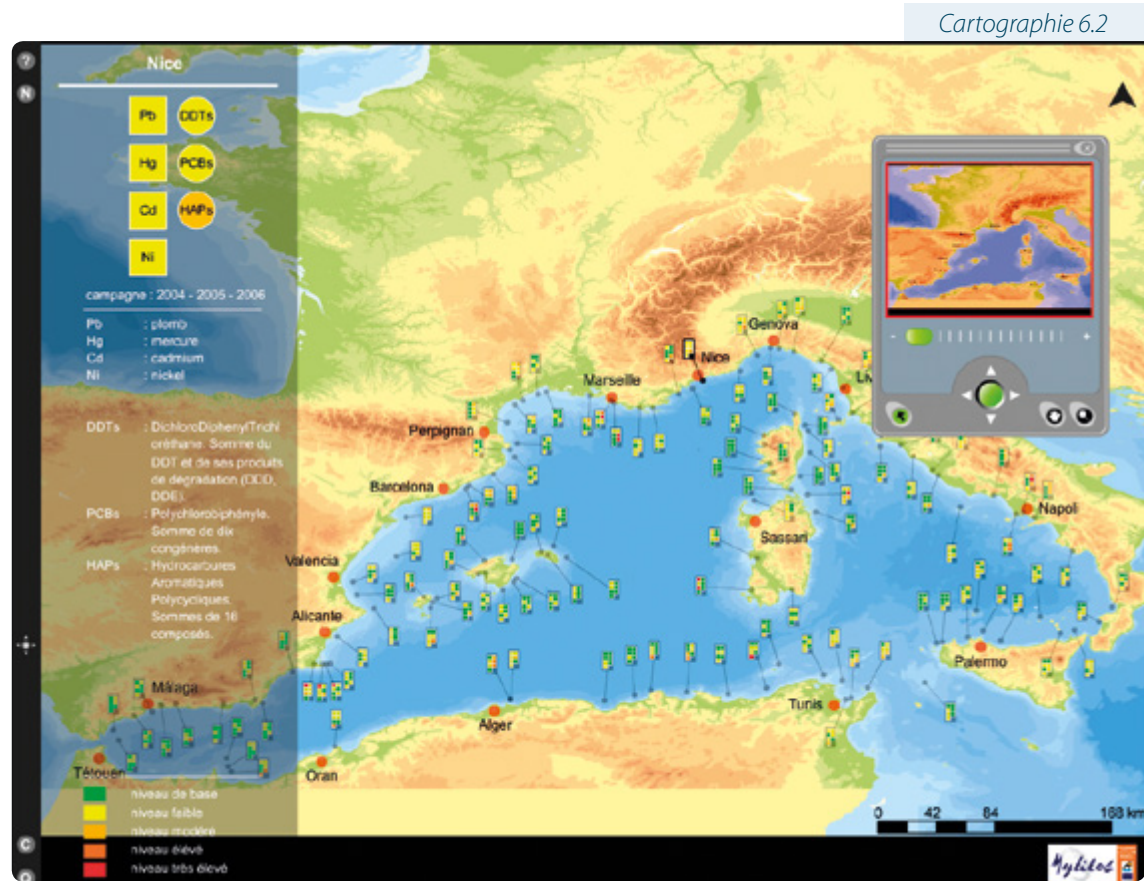 Cartographie 6.2
?
N
Nice
Pb DDTs
Hg PCBs
Cd HAPs
Ni
campagne : 2004 - 2005 - 2006
Pb : plomb
Hg : mercure
Cd : cadmium
Ni : nickel
DDTs : DichloroDiphenylTrichl
oréthane. Somme du
DDT et de ses produits
de dégradation (DDD,
DDE).
PCBs : Polychlorobiphényle.
Somme de dix
congénères.
HAPs : Hydrocarbures
Aromatiques
Polycycliques.
Sommes de 16
composés.
niveau de base
niveau faible
niveau modéré
niveau élévé
niveau très élevé
Genova
Nice
Marseille
Liv
Perpignan
Barcelona
Napoli
Sassari
Valencia
Alicante
Palermo
Málaga
Tunis
Alger
Tétouan
Oran
- +
0 42 84 168 km
C
Mytilos